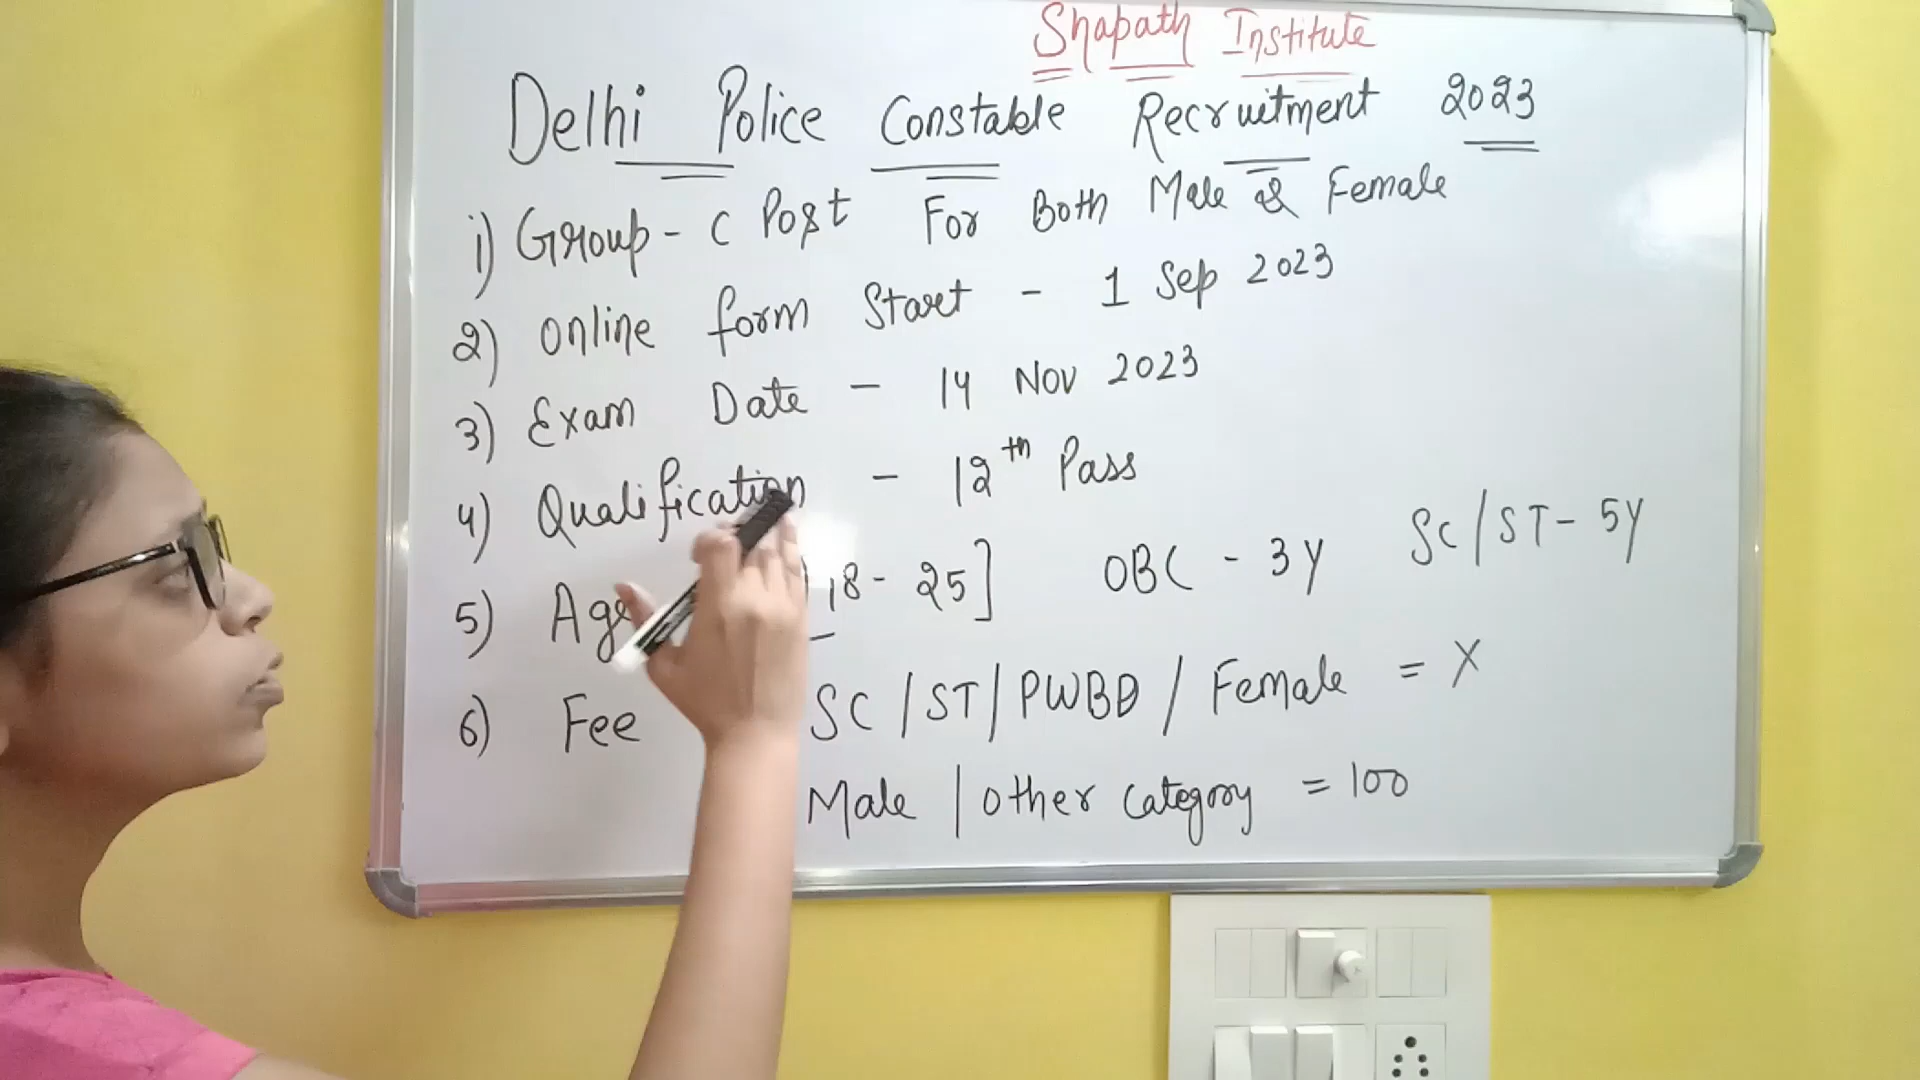 Shapath Institute
Delhi Police Constable Recruitment 2023
1) Group - C Post For Both Male & Female
2) Online form Start - 1 Sep 2023
3) Exam Date - 14 Nov 2023
4) Qualification - 12th Pass
5) Age [18 - 25] OBC - 3Y SC/ST - 5Y
6) Fee SC/ST/PWBD/Female = X
Male / Other Category = 100